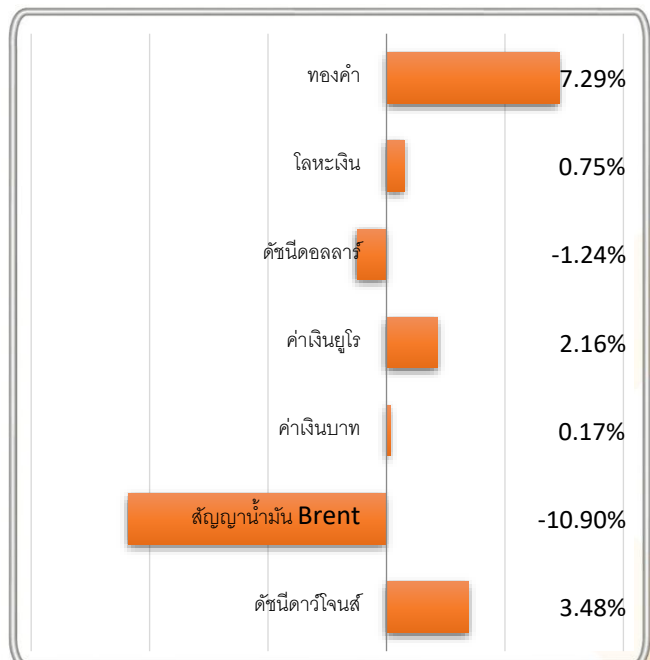 ทองคำ 7.29%
โลหะเงิน 0.75%
ดัชนีดอลลาร์ -1.24%
ค่าเงินยูโร 2.16%
ค่าเงินบาท 0.17%
สัญญาน้ำมัน Brent -10.90%
ดัชนีดาวโจนส์ 3.48%